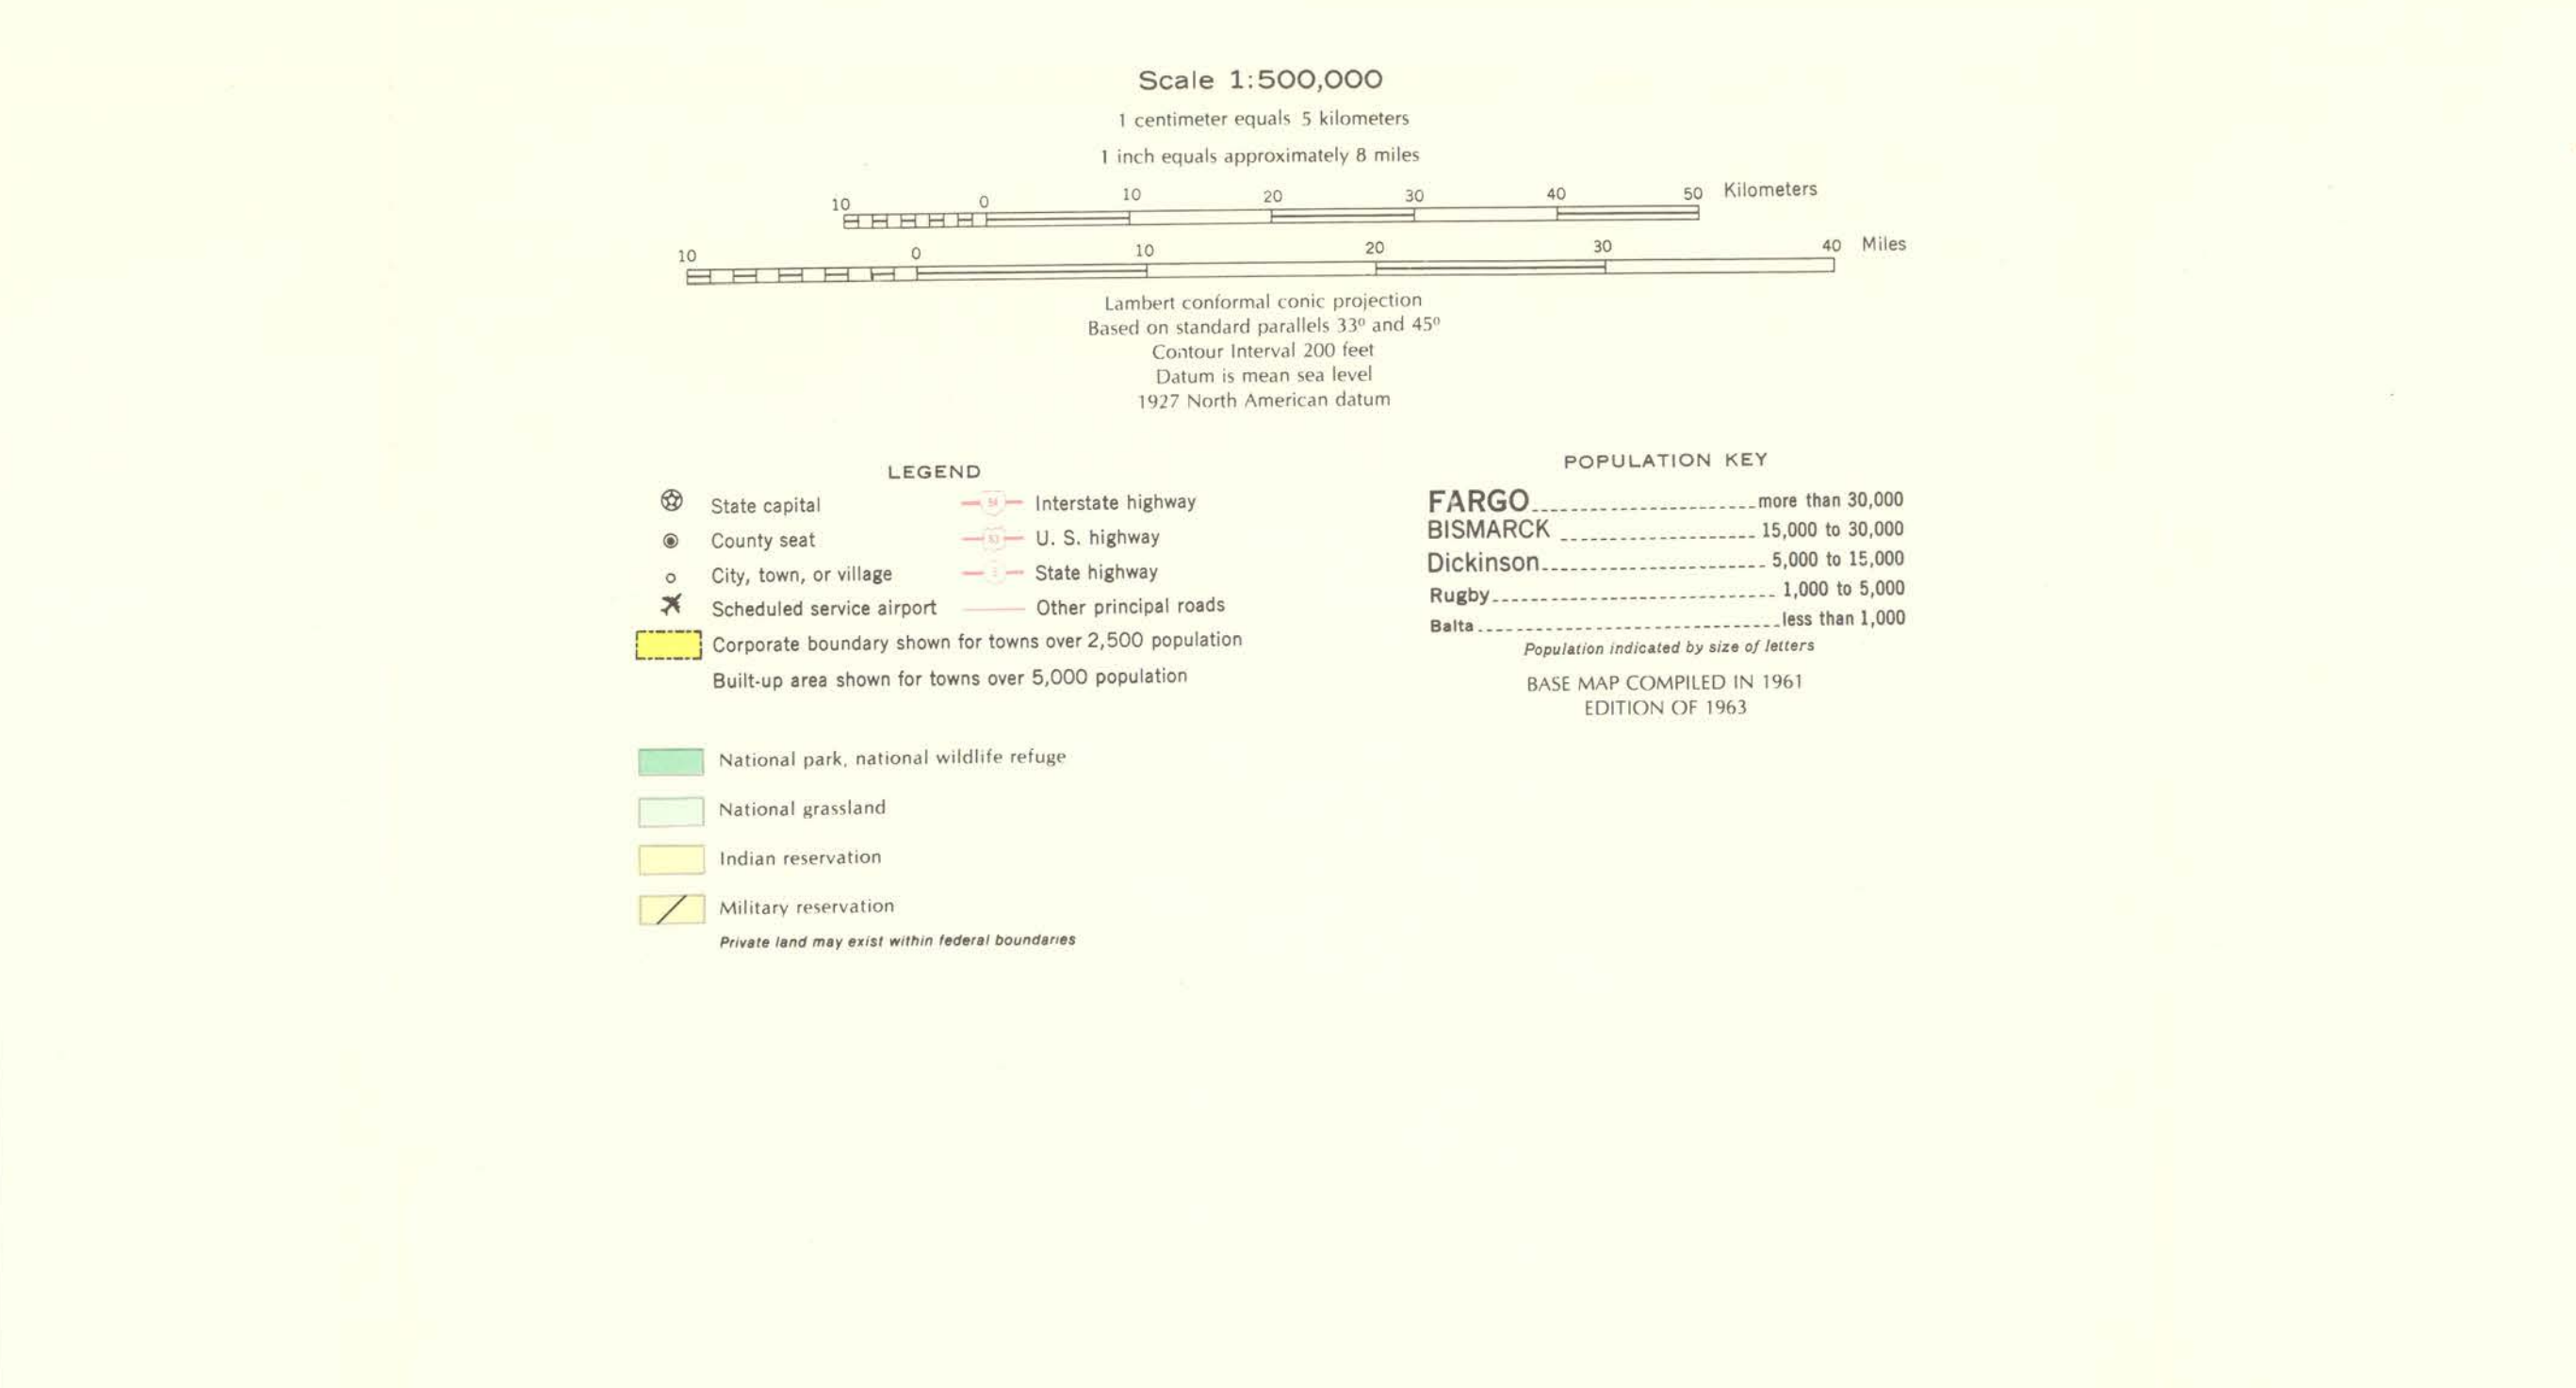 Scale 1:500,000
1 centimeter equals 5 kilometers
1 inch equals approximately 8 miles
10 0 10 20 30 40 50 Kilometers
10 0 10 20 30 40 Miles
Lambert conformal conic projection
Based on standard parallels 33º and 45º
Contour Interval 200 feet
Datum is mean sea level
1927 North American datum
LEGEND
State capital
County seat
City, town, or village
Scheduled service airport
Interstate highway
U. S. highway
State highway
Other principal roads
Corporate boundary shown for towns over 2,500 population
Built-up area shown for towns over 5,000 population
National park, national wildlife refuge
National grassland
Indian reservation
Military reservation
Private land may exist within federal boundaries
POPULATION KEY
FARGO more than 30,000
BISMARCK 15,000 to 30,000
Dickinson 5,000 to 15,000
Rugby 1,000 to 5,000
Balta less than 1,000
Population indicated by size of letters
BASE MAP COMPILED IN 1961
EDITION OF 1963